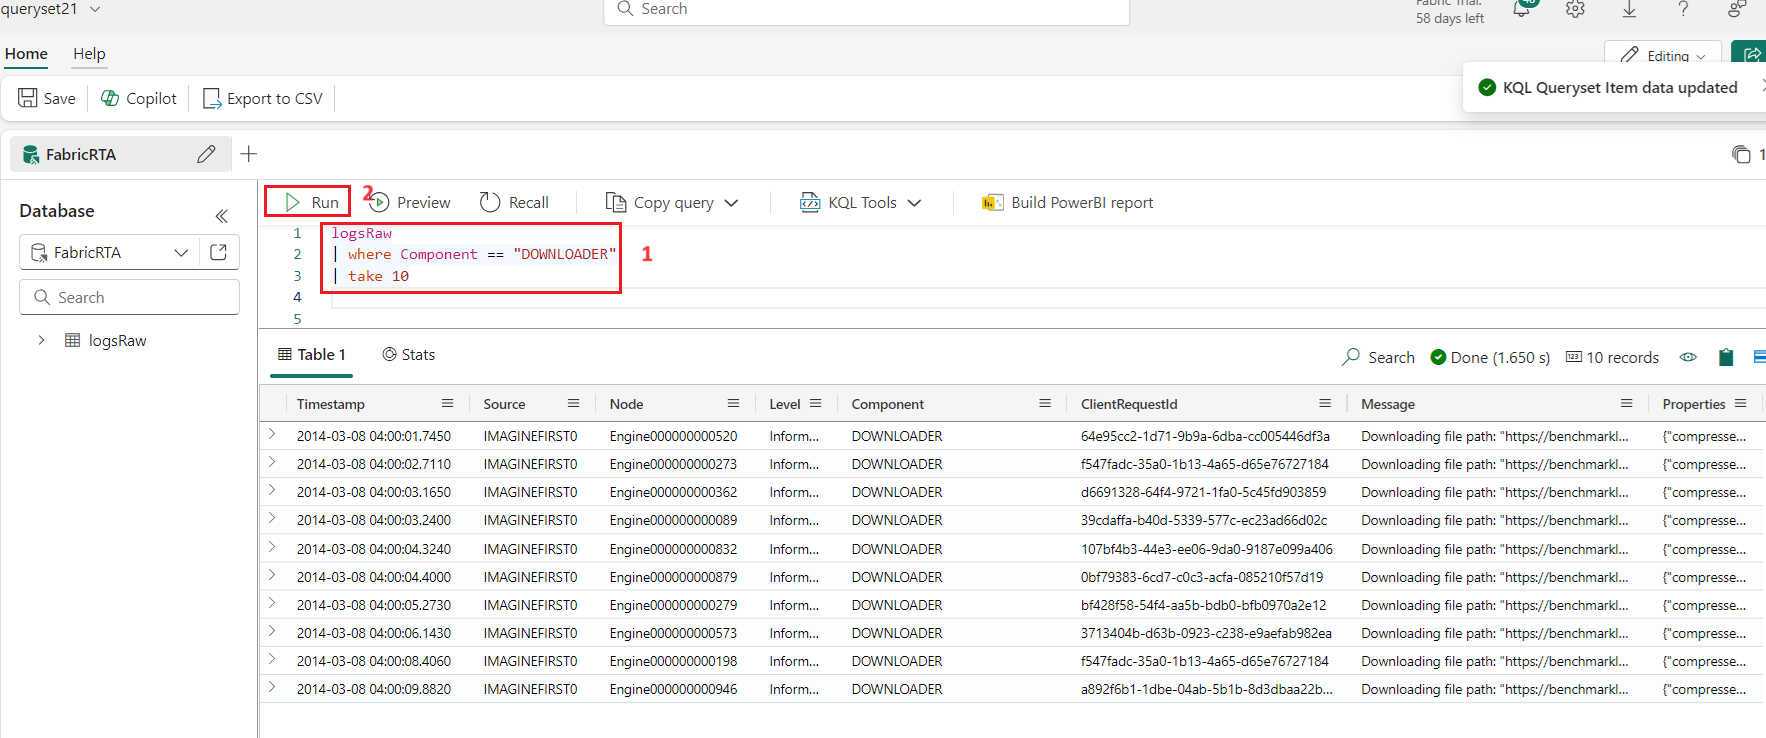 queryset21
Search
Fabric Trial:
58 days left
Home
Help
Editing
Save
Copilot
Export to CSV
KQL Queryset Item data updated
FabricRTA
1
Database
Run
2
Preview
Recall
Copy query
KQL Tools
Build PowerBI report
FabricRTA
Search
logsRaw
1 logsRaw
2 | where Component == "DOWNLOADER"
3 | take 10
4
5
1
Table 1
Stats
Search
Done (1.650 s)
10 records
Timestamp Source Node Level Component ClientRequestId Message Properties
2014-03-08 04:00:01.7450 IMAGINEFIRST0 Engine000000000520 Inform... DOWNLOADER 64e95cc2-1d71-9b9a-6dba-cc005446df3a Downloading file path: "https://benchmarkl... {"compresse...
2014-03-08 04:00:02.7110 IMAGINEFIRST0 Engine000000000273 Inform... DOWNLOADER f547fadc-35a0-1b13-4a65-d65e76727184 Downloading file path: "https://benchmarkl... {"compresse...
2014-03-08 04:00:03.1650 IMAGINEFIRST0 Engine000000000362 Inform... DOWNLOADER d6691328-64f4-9721-1fa0-5c45fd903859 Downloading file path: "https://benchmarkl... {"compresse...
2014-03-08 04:00:03.2400 IMAGINEFIRST0 Engine000000000089 Inform... DOWNLOADER 39cdaffa-b40d-5339-577c-ec23ad66d02c Downloading file path: "https://benchmarkl... {"compresse...
2014-03-08 04:00:04.3240 IMAGINEFIRST0 Engine000000000832 Inform... DOWNLOADER 107bf4b3-44e3-ee06-9da0-9187e099a406 Downloading file path: "https://benchmarkl... {"compresse...
2014-03-08 04:00:04.4000 IMAGINEFIRST0 Engine000000000879 Inform... DOWNLOADER 0bf79383-6cd7-c0c3-acfa-085210f57d19 Downloading file path: "https://benchmarkl... {"compresse...
2014-03-08 04:00:05.2730 IMAGINEFIRST0 Engine000000000279 Inform... DOWNLOADER bf428f58-54f4-aa5b-bdb0-bfb0970a2e12 Downloading file path: "https://benchmarkl... {"compresse...
2014-03-08 04:00:06.1430 IMAGINEFIRST0 Engine000000000573 Inform... DOWNLOADER 3713404b-d63b-0923-c238-e9aefab982ea Downloading file path: "https://benchmarkl... {"compresse...
2014-03-08 04:00:08.4060 IMAGINEFIRST0 Engine000000000198 Inform... DOWNLOADER f547fadc-35a0-1b13-4a65-d65e76727184 Downloading file path: "https://benchmarkl... {"compresse...
2014-03-08 04:00:09.8820 IMAGINEFIRST0 Engine000000000946 Inform... DOWNLOADER a892f6b1-1dbe-04ab-5b1b-8d3dbaa22b... Downloading file path: "https://benchmarkl... {"compresse...